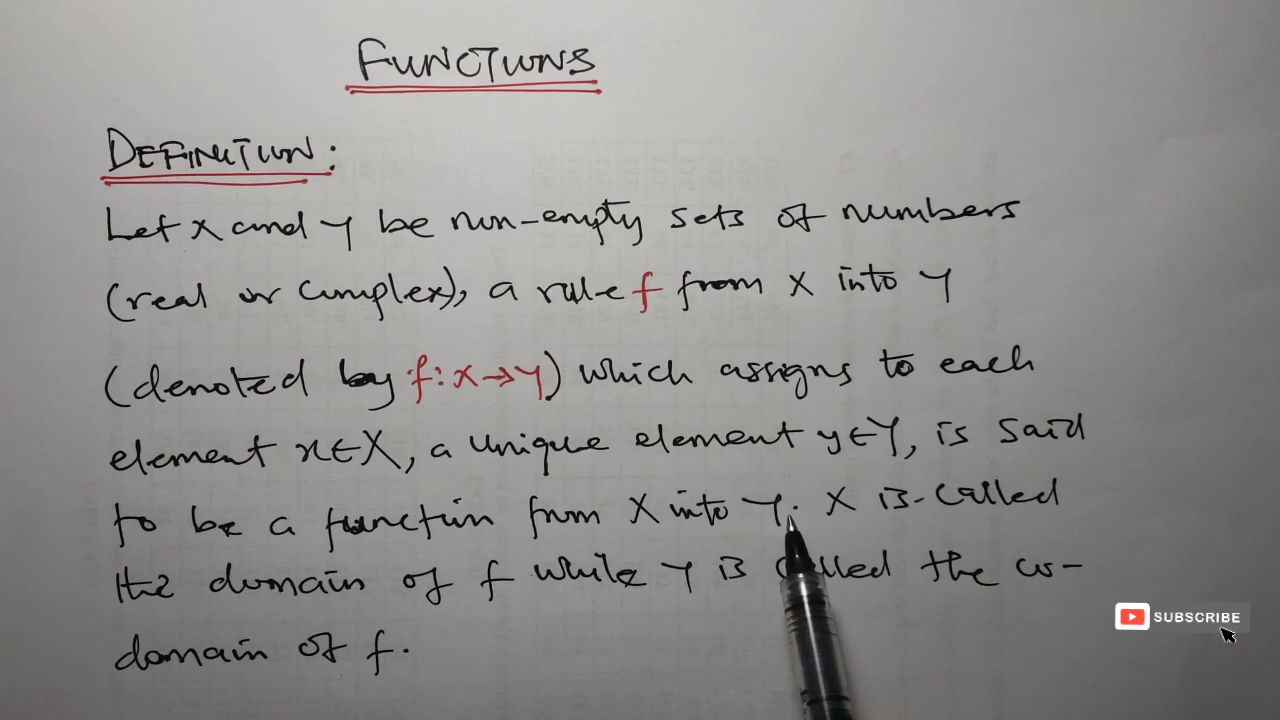 FUNCTIONS
DEFINITION:
Let X and Y be non-empty sets of numbers
(real or complex), a rule f from X into Y
(denoted by f: X→Y) which assigns to each
element x∈X, a unique element y∈Y, is said
to be a function from X into Y. X is called
the domain of f while Y is called the co-
domain of f.
SUBSCRIBE